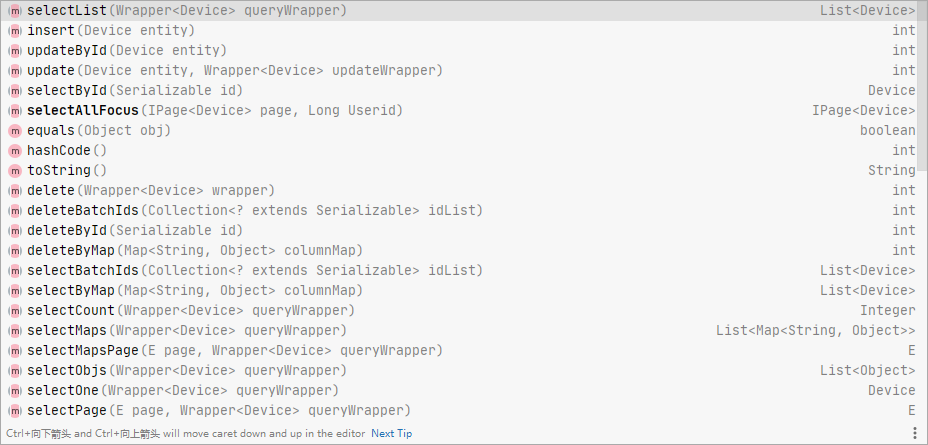 m selectList(Wrapper<Device> queryWrapper) List<Device>
m insert(Device entity) int
m updateById(Device entity) int
m update(Device entity, Wrapper<Device> updateWrapper) int
m selectById(Serializable id) Device
m selectAllFocus(IPage<Device> page, Long Userid) IPage<Device>
m equals(Object obj) boolean
m hashCode() int
m toString() String
m delete(Wrapper<Device> wrapper) int
m deleteBatchIds(Collection<? extends Serializable> idList) int
m deleteById(Serializable id) int
m deleteByMap(Map<String, Object> columnMap) int
m selectBatchIds(Collection<? extends Serializable> idList) List<Device>
m selectByMap(Map<String, Object> columnMap) List<Device>
m selectCount(Wrapper<Device> queryWrapper) Integer
m selectMaps(Wrapper<Device> queryWrapper) List<Map<String, Object>>
m selectMapsPage(E page, Wrapper<Device> queryWrapper) E
m selectObjs(Wrapper<Device> queryWrapper) List<Object>
m selectOne(Wrapper<Device> queryWrapper) Device
m selectPage(E page, Wrapper<Device> queryWrapper) E
Ctrl+向下箭头 and Ctrl+向上箭头 will move caret down and up in the editor Next Tip